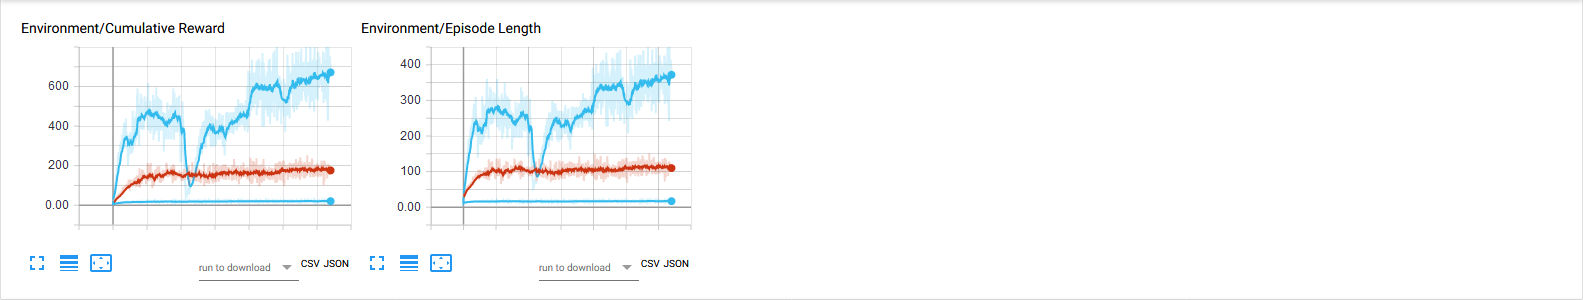 Environment/Cumulative Reward
600
400
200
0.00
run to download
CSV JSON
Environment/Episode Length
400
300
200
100
0.00
run to download
CSV JSON